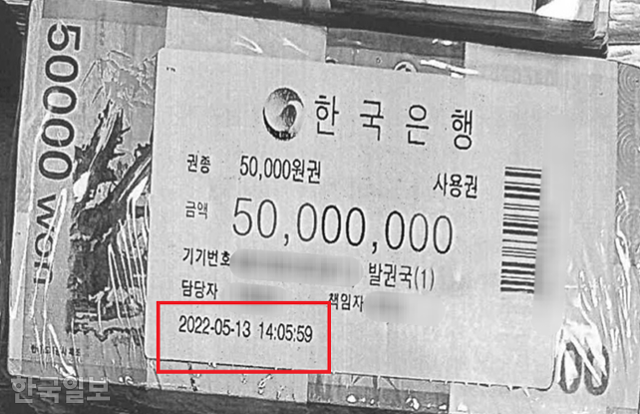 50000 won
한국은행
권종 50,000원권 사용권
금액 50,000,000
기기번호 발권국(1)
담당자 책임자
2022-05-13 14:05:59
00
한국일보